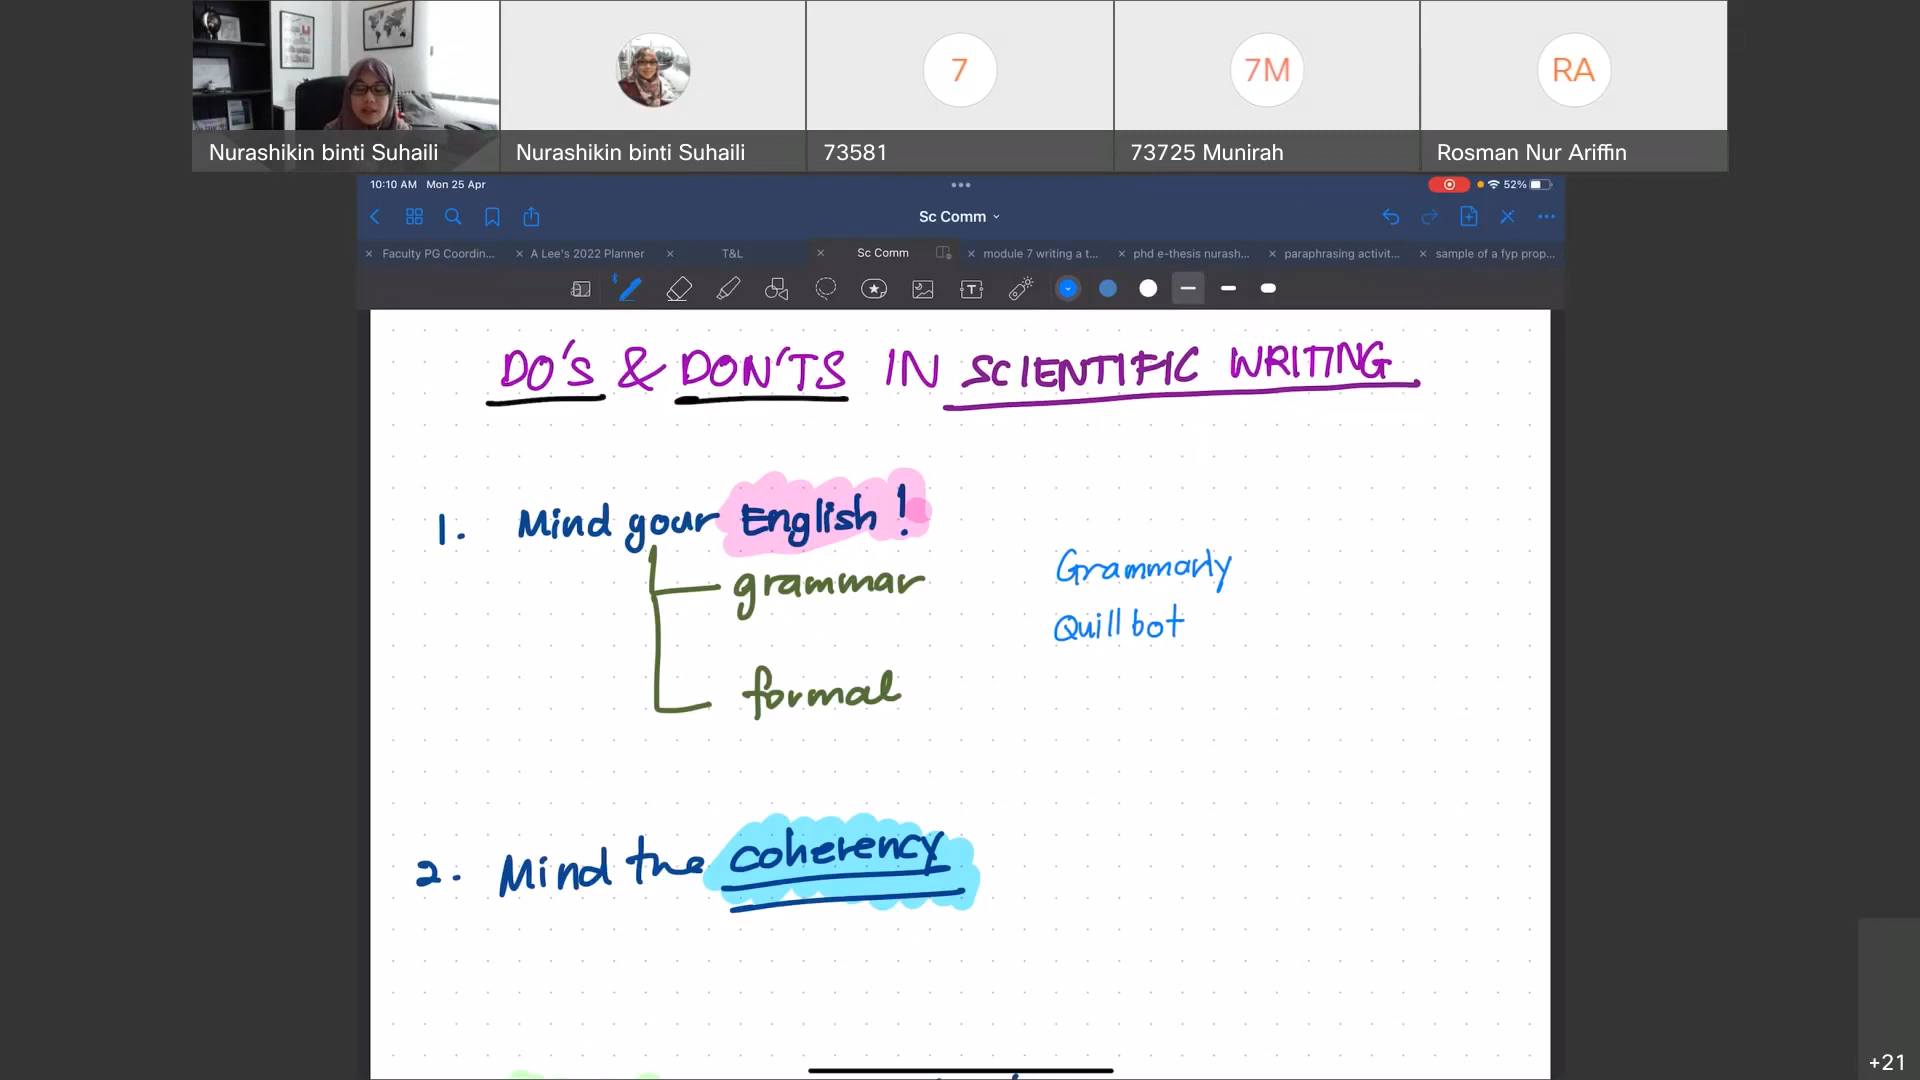 Nurashikin binti Suhaili
Nurashikin binti Suhaili
7
73581
7M
73725 Munirah
RA
Rosman Nur Ariffin
10:10 AM Mon 25 Apr
52%
Sc Comm
Faculty PG Coordin...
A Lee's 2022 Planner
T&L
Sc Comm
module 7 writing a t...
phd e-thesis nurash...
paraphrasing activit...
sample of a fyp prop...
DO'S & DON'TS IN SCIENTIFIC WRITING
1. Mind your English!
grammar
Grammarly
Quillbot
formal
2. Mind the coherency
+21